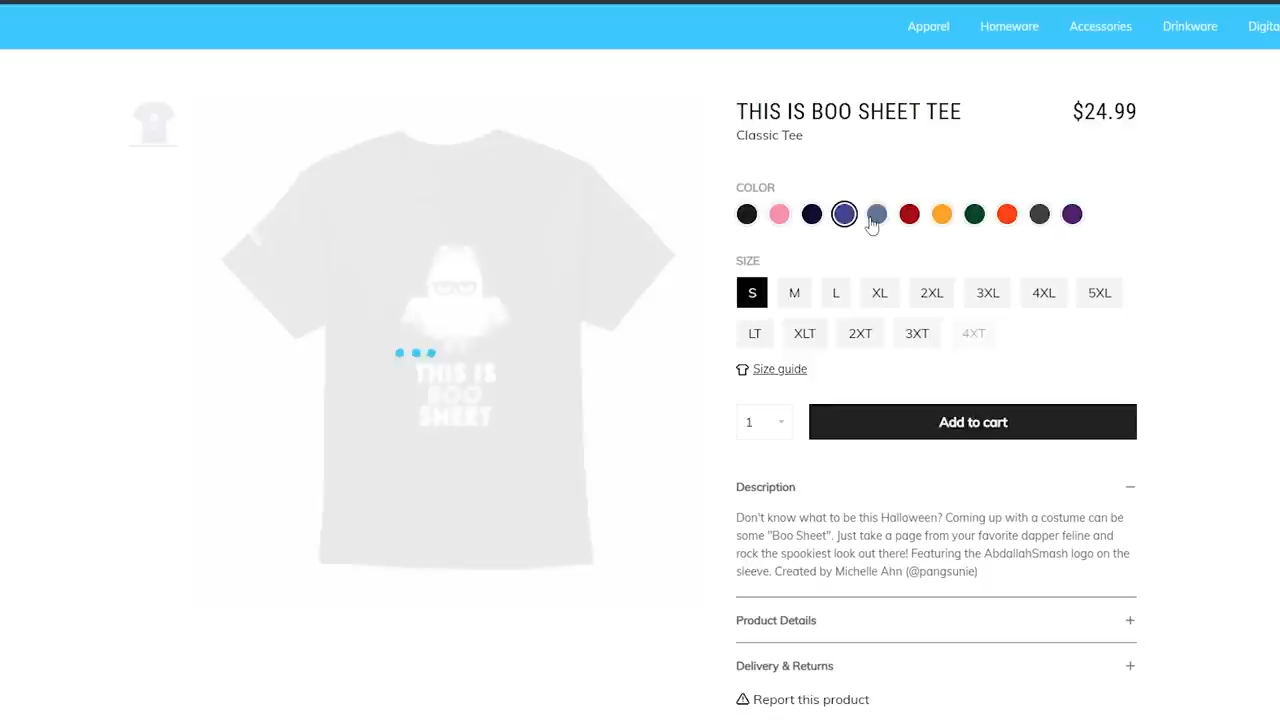 Apparel Homeware Accessories Drinkware Digita
THIS IS BOO SHEET TEE $24.99
Classic Tee
COLOR
SIZE
S M L XL 2XL 3XL 4XL 5XL
LT XLT 2XT 3XT 4XT
Size guide
1 Add to cart
Description
Don't know what to be this Halloween? Coming up with a costume can be
some "Boo Sheet". Just take a page from your favorite dapper feline and
rock the spookiest look out there! Featuring the AbdallahSmash logo on the
sleeve. Created by Michelle Ahn (@pangsunie)
Product Details
Delivery & Returns
Report this product
THIS IS
BOO
SHEET